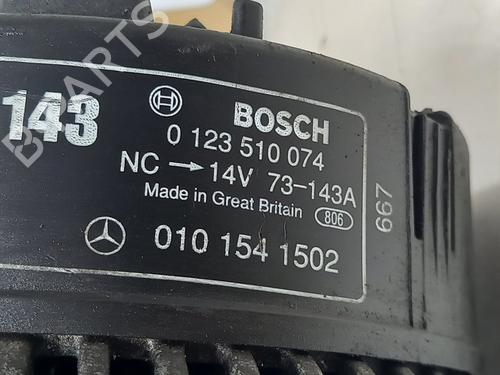 143
BOSCH
0 123 510 074
NC → 14V 73-143A
Made in Great Britain 806
010 154 1502
667
B-PARTS